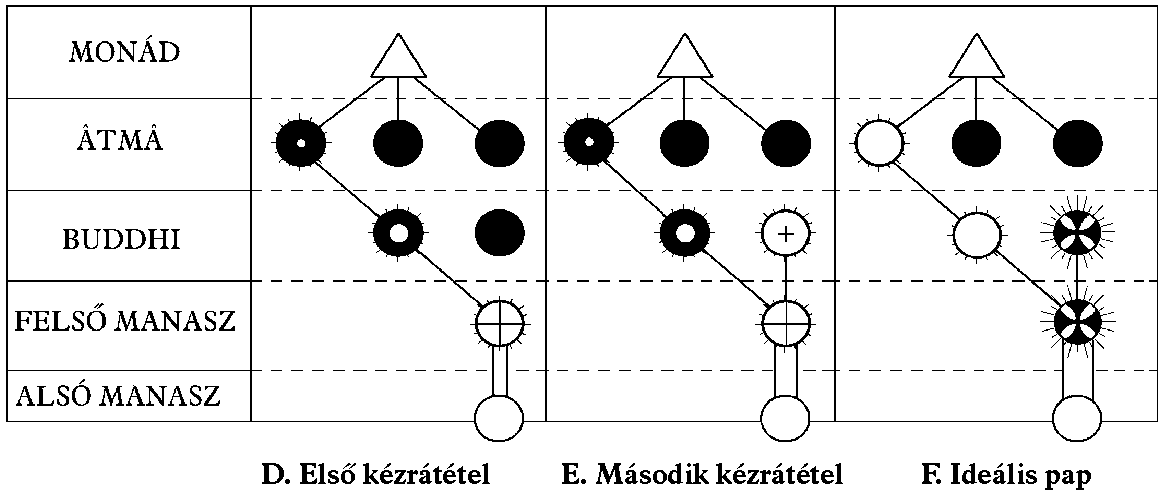 MONÁD
ÂTMÂ
BUDDHI
FELSŐ MANASZ
ALSÓ MANASZ
D. Első kézrátétel
E. Második kézrátétel
F. Ideális pap